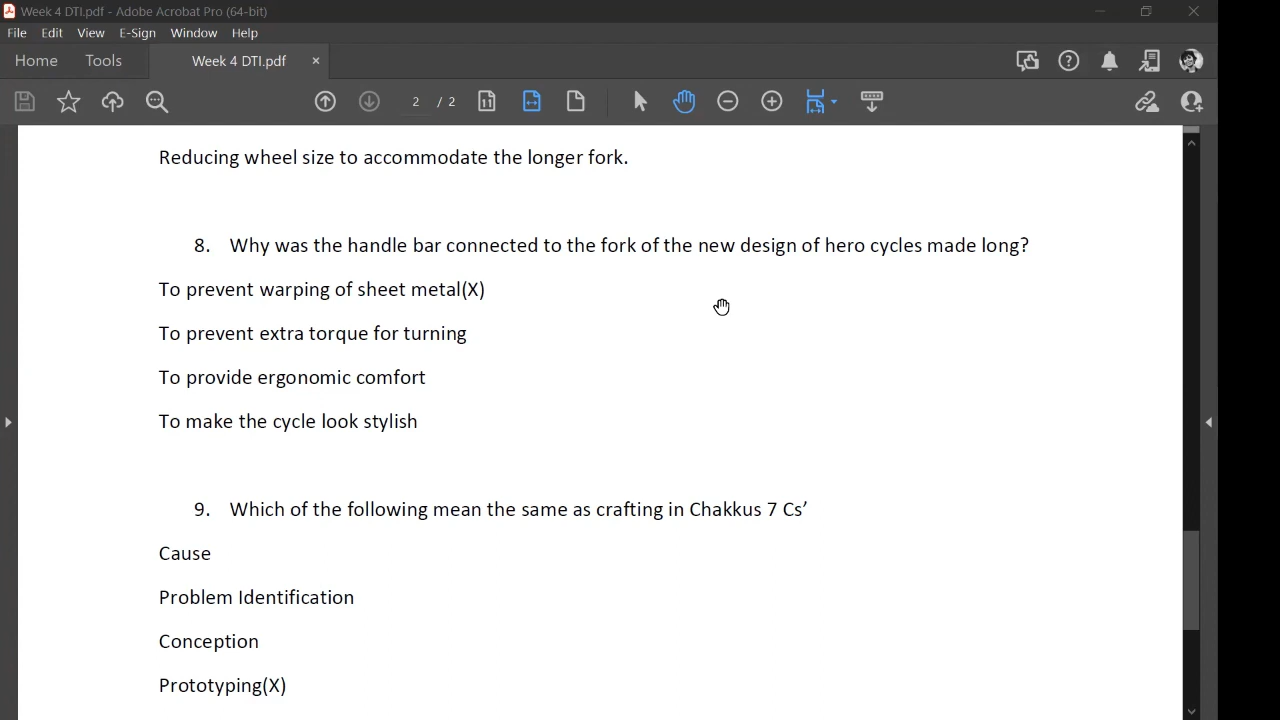 Week 4 DTI.pdf - Adobe Acrobat Pro (64-bit)
File Edit View E-Sign Window Help
Home Tools Week 4 DTI.pdf ×
2 / 2
Reducing wheel size to accommodate the longer fork.
8. Why was the handle bar connected to the fork of the new design of hero cycles made long?
To prevent warping of sheet metal(X)
To prevent extra torque for turning
To provide ergonomic comfort
To make the cycle look stylish
9. Which of the following mean the same as crafting in Chakkus 7 Cs’
Cause
Problem Identification
Conception
Prototyping(X)